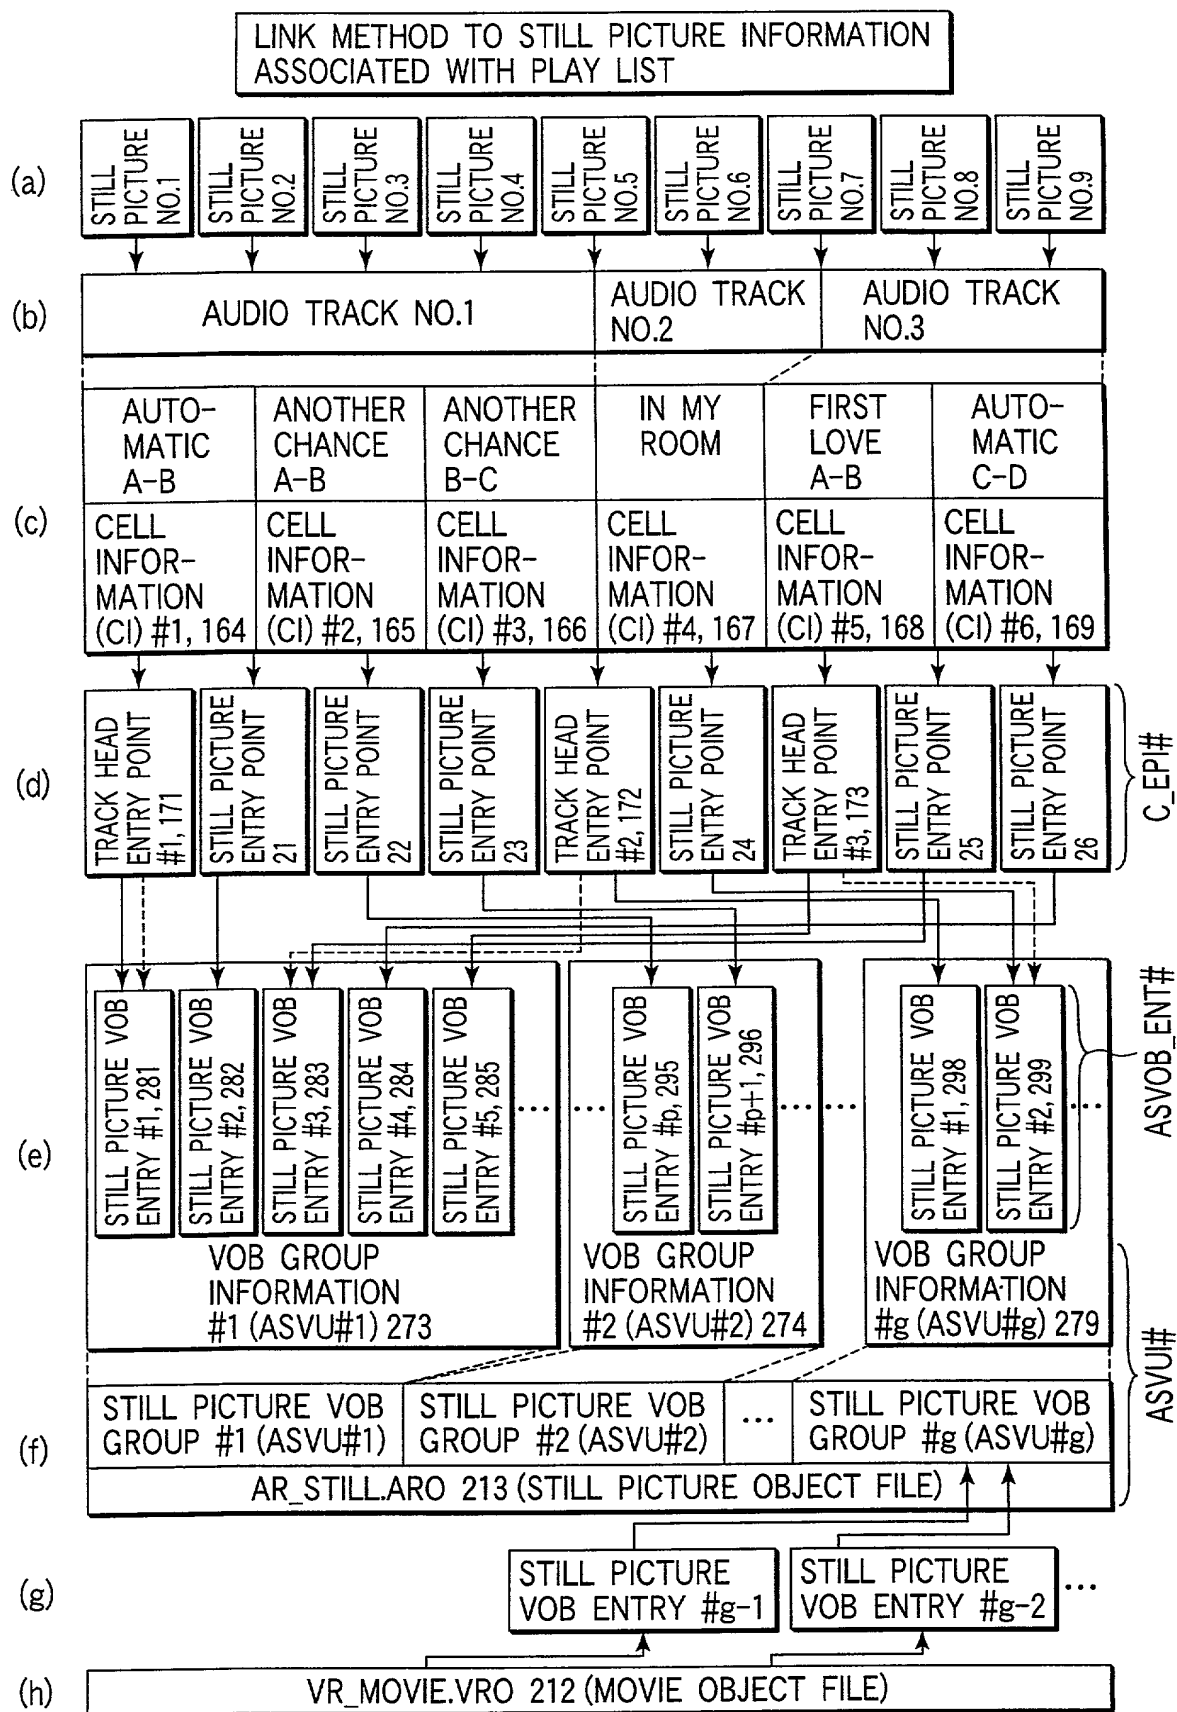 LINK METHOD TO STILL PICTURE INFORMATION
ASSOCIATED WITH PLAY LIST
(a)
STILL
PICTURE
NO.1
STILL
PICTURE
NO.2
STILL
PICTURE
NO.3
STILL
PICTURE
NO.4
STILL
PICTURE
NO.5
STILL
PICTURE
NO.6
STILL
PICTURE
NO.7
STILL
PICTURE
NO.8
STILL
PICTURE
NO.9
(b)
AUDIO TRACK NO.1
AUDIO TRACK
NO.2
AUDIO TRACK
NO.3
(c)
AUTO-
MATIC
A-B
ANOTHER
CHANCE
A-B
ANOTHER
CHANCE
B-C
IN MY
ROOM
FIRST
LOVE
A-B
AUTO-
MATIC
C-D
CELL
INFOR-
MATION
(CI) #1, 164
CELL
INFOR-
MATION
(CI) #2, 165
CELL
INFOR-
MATION
(CI) #3, 166
CELL
INFOR-
MATION
(CI) #4, 167
CELL
INFOR-
MATION
(CI) #5, 168
CELL
INFOR-
MATION
(CI) #6, 169
(d)
TRACK HEAD
ENTRY POINT
#1, 171
STILL PICTURE
ENTRY POINT
21
STILL PICTURE
ENTRY POINT
22
STILL PICTURE
ENTRY POINT
23
TRACK HEAD
ENTRY POINT
#2, 172
STILL PICTURE
ENTRY POINT
24
TRACK HEAD
ENTRY POINT
#3, 173
STILL PICTURE
ENTRY POINT
25
STILL PICTURE
ENTRY POINT
26
C_EPI#
(e)
STILL PICTURE VOB
ENTRY #1, 281
STILL PICTURE VOB
ENTRY #2, 282
STILL PICTURE VOB
ENTRY #3, 283
STILL PICTURE VOB
ENTRY #4, 284
STILL PICTURE VOB
ENTRY #5, 285
...
...
STILL PICTURE VOB
ENTRY #p, 295
STILL PICTURE VOB
ENTRY #p+1, 296
...
...
STILL PICTURE VOB
ENTRY #1, 298
STILL PICTURE VOB
ENTRY #2, 299
...
ASVOB_ENT#
VOB GROUP
INFORMATION
#1 (ASVU#1) 273
VOB GROUP
INFORMATION
#2 (ASVU#2) 274
VOB GROUP
INFORMATION
#g (ASVU#g) 279
ASVUI#
(f)
STILL PICTURE VOB
GROUP #1 (ASVU#1)
STILL PICTURE VOB
GROUP #2 (ASVU#2)
...
STILL PICTURE VOB
GROUP #g (ASVU#g)
AR_STILL.ARO 213 (STILL PICTURE OBJECT FILE)
(g)
STILL PICTURE
VOB ENTRY #g-1
STILL PICTURE
VOB ENTRY #g-2
...
(h)
VR_MOVIE.VRO 212 (MOVIE OBJECT FILE)